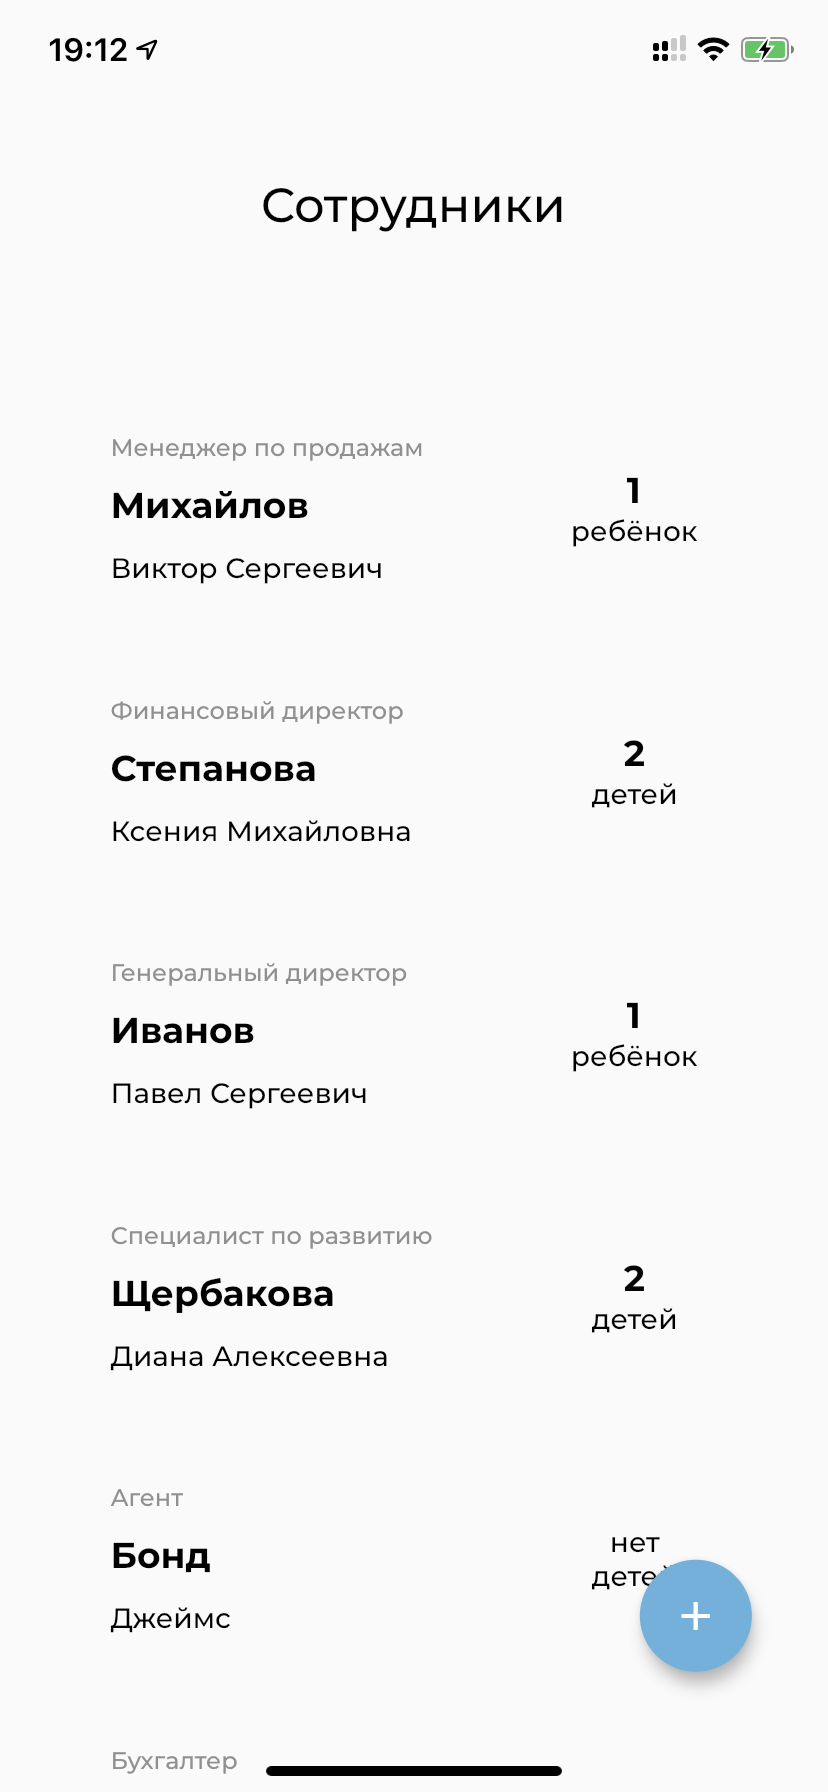 19:12
Сотрудники
Менеджер по продажам
Михайлов
Виктор Сергеевич
1
ребёнок
Финансовый директор
Степанова
Ксения Михайловна
2
детей
Генеральный директор
Иванов
Павел Сергеевич
1
ребёнок
Специалист по развитию
Щербакова
Диана Алексеевна
2
детей
Агент
Бонд
Джеймс
нет
детей
+
Бухгалтер